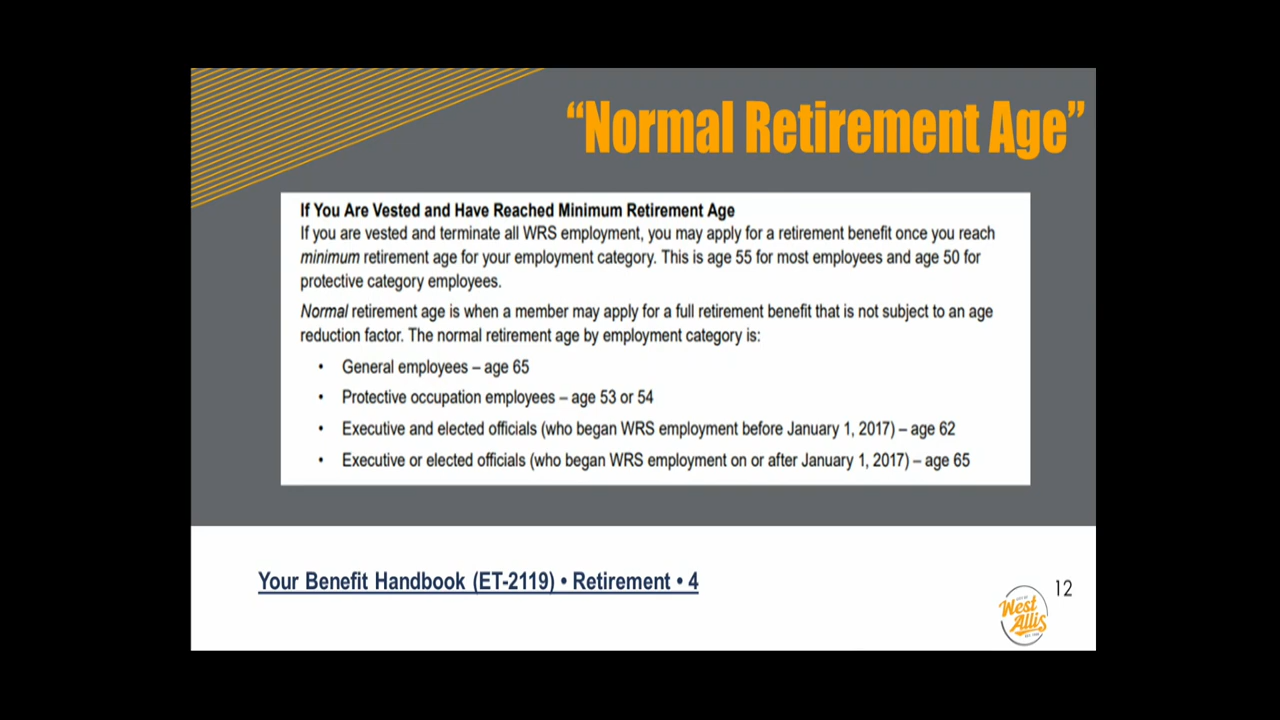 “Normal Retirement Age”
If You Are Vested and Have Reached Minimum Retirement Age
If you are vested and terminate all WRS employment, you may apply for a retirement benefit once you reach
minimum retirement age for your employment category. This is age 55 for most employees and age 50 for
protective category employees.
Normal retirement age is when a member may apply for a full retirement benefit that is not subject to an age
reduction factor. The normal retirement age by employment category is:
• General employees – age 65
• Protective occupation employees – age 53 or 54
• Executive and elected officials (who began WRS employment before January 1, 2017) – age 62
• Executive or elected officials (who began WRS employment on or after January 1, 2017) – age 65
Your Benefit Handbook (ET-2119) • Retirement • 4
12
CITY OF
West
Allis